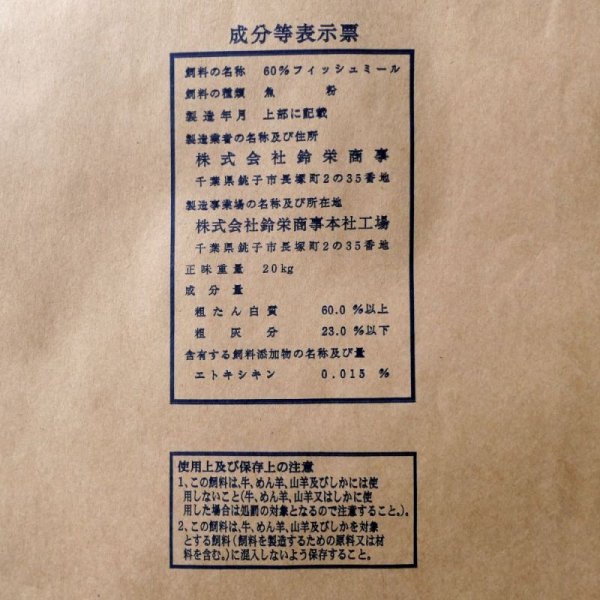 成分等表示票
飼料の名称 60%フィッシュミール
飼料の種類 魚 粉
製造年月 上部に記載
製造業者の名称及び住所
株式会社鈴栄商事
千葉県銚子市長塚町2の35番地
製造事業場の名称及び所在地
株式会社鈴栄商事本社工場
千葉県銚子市長塚町2の35番地
正味重量 20kg
成分量
粗たん白質 60.0%以上
粗灰分 23.0%以下
含有する飼料添加物の名称及び量
エトキシキン 0.015 %
使用上及び保存上の注意
1、この飼料は、牛、めん羊、山羊及びしかには使
用しないこと(牛、めん羊、山羊又はしかに使
用した場合は処罰の対象となるので注意すること。)。
2、この飼料は、牛、めん羊、山羊及びしかを対象
とする飼料(飼料を製造するための原料又は材
料を含む。)に混入しないよう保存すること。